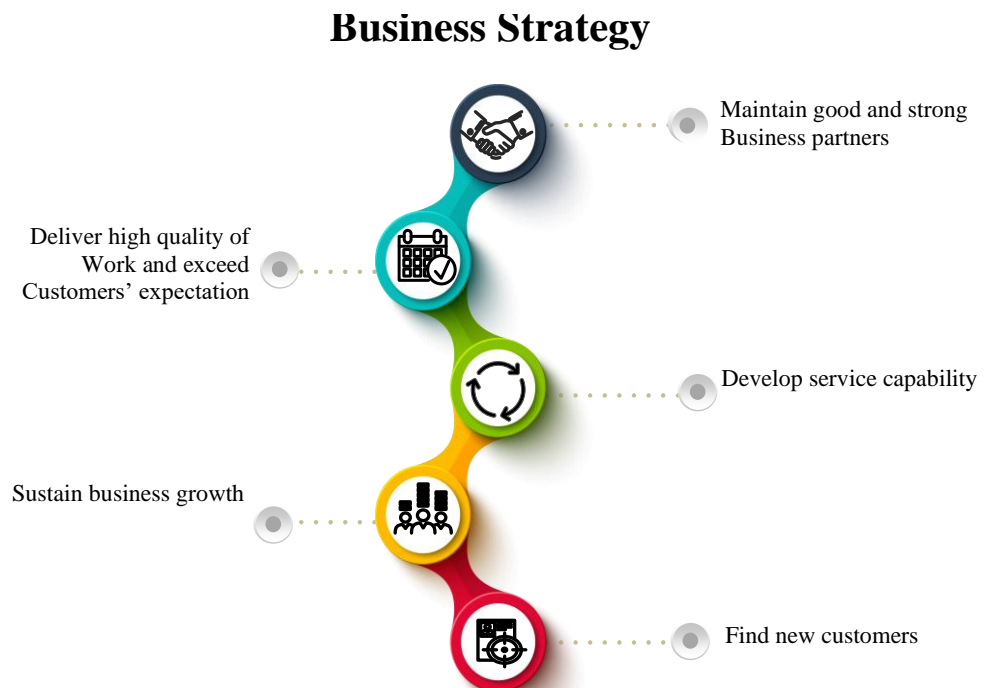 Business Strategy
Maintain good and strong
Business partners
Deliver high quality of
Work and exceed
Customers’ expectation
Develop service capability
Sustain business growth
Find new customers